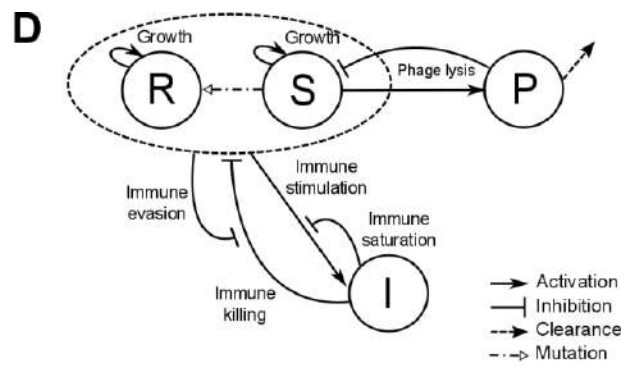 D
Growth
Growth
R
S
Phage lysis
P
Immune
stimulation
Immune
evasion
Immune
saturation
Immune
killing
I
Activation
Inhibition
Clearance
Mutation